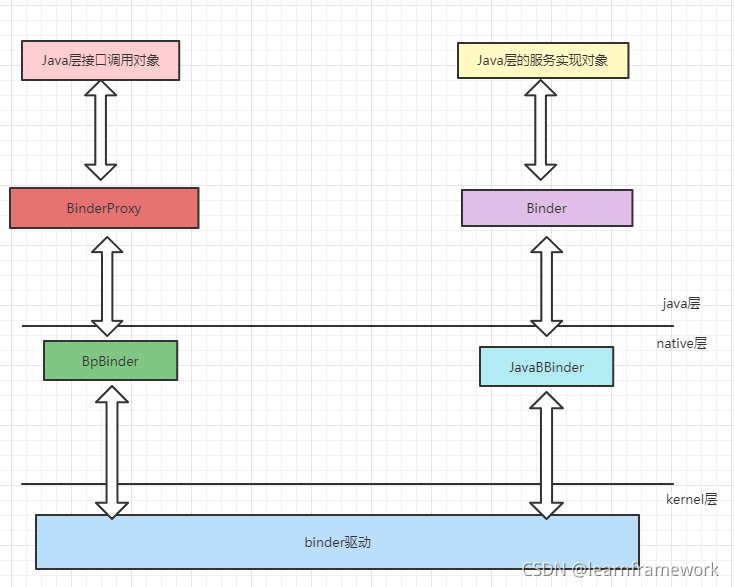 Java层接口调用对象
Java层的服务实现对象
BinderProxy
Binder
java层
native层
BpBinder
JavaBBinder
kernel层
binder驱动
CSDN @learnframework